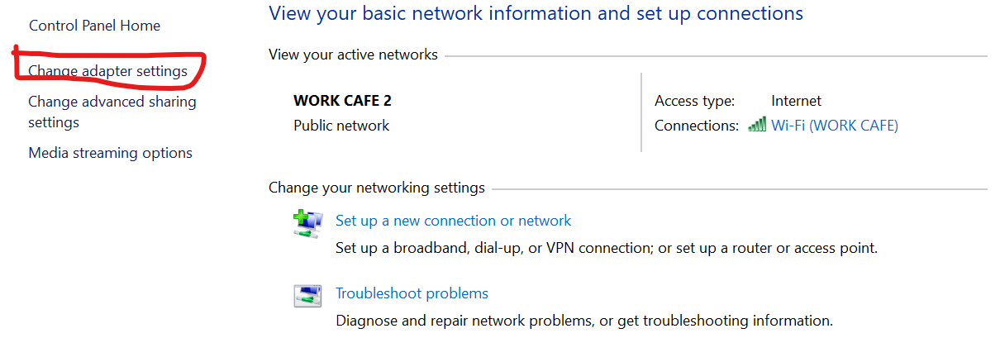 Control Panel Home
Change adapter settings
Change advanced sharing
settings
Media streaming options
View your basic network information and set up connections
View your active networks
WORK CAFE 2
Public network
Access type: Internet
Connections: Wi-Fi (WORK CAFE)
Change your networking settings
Set up a new connection or network
Set up a broadband, dial-up, or VPN connection; or set up a router or access point.
Troubleshoot problems
Diagnose and repair network problems, or get troubleshooting information.